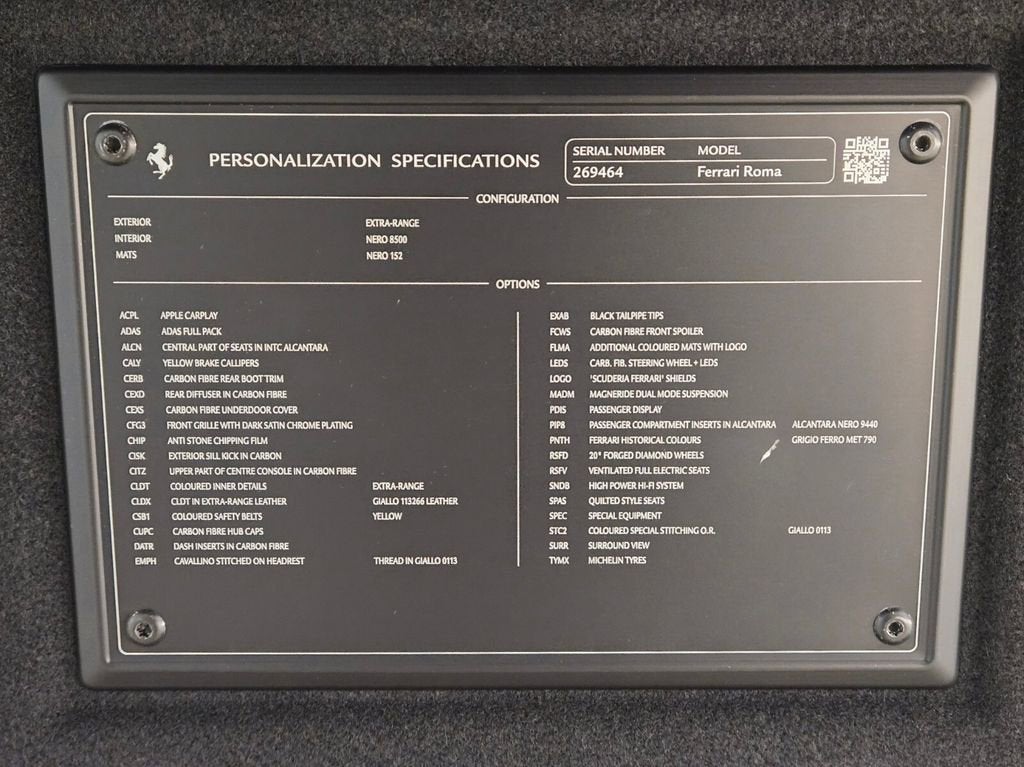 PERSONALIZATION SPECIFICATIONS
SERIAL NUMBER MODEL
269464 Ferrari Roma
CONFIGURATION
EXTERIOR EXTRA-RANGE
INTERIOR NERO 8500
MATS NERO 152
OPTIONS
ACPL APPLE CARPLAY
ADAS ADAS FULL PACK
ALCN CENTRAL PART OF SEATS IN INTC ALCANTARA
CALY YELLOW BRAKE CALLIPERS
CERB CARBON FIBRE REAR BOOT TRIM
CEXD REAR DIFFUSER IN CARBON FIBRE
CEXS CARBON FIBRE UNDERDOOR COVER
CFG3 FRONT GRILLE WITH DARK SATIN CHROME PLATING
CHIP ANTI STONE CHIPPING FILM
CISK EXTERIOR SILL KICK IN CARBON
CITZ UPPER PART OF CENTRE CONSOLE IN CARBON FIBRE
CLDT COLOURED INNER DETAILS EXTRA-RANGE
CLDX CLDT IN EXTRA-RANGE LEATHER GIALLO 113266 LEATHER
CSB1 COLOURED SAFETY BELTS YELLOW
CUPC CARBON FIBRE HUB CAPS
DATR DASH INSERTS IN CARBON FIBRE
EMPH CAVALLINO STITCHED ON HEADREST THREAD IN GIALLO 0113
EXAB BLACK TAILPIPE TIPS
FCWS CARBON FIBRE FRONT SPOILER
FLMA ADDITIONAL COLOURED MATS WITH LOGO
LEDS CARB. FIB. STEERING WHEEL + LEDS
LOGO 'SCUDERIA FERRARI' SHIELDS
MADM MAGNERIDE DUAL MODE SUSPENSION
PDIS PASSENGER DISPLAY
PIP8 PASSENGER COMPARTMENT INSERTS IN ALCANTARA ALCANTARA NERO 9440
PNTH FERRARI HISTORICAL COLOURS GRIGIO FERRO MET 790
RSFD 20" FORGED DIAMOND WHEELS
RSFV VENTILATED FULL ELECTRIC SEATS
SNDB HIGH POWER HI-FI SYSTEM
SPAS QUILTED STYLE SEATS
SPEC SPECIAL EQUIPMENT
STC2 COLOURED SPECIAL STITCHING O.R. GIALLO 0113
SURR SURROUND VIEW
TYMX MICHELIN TYRES